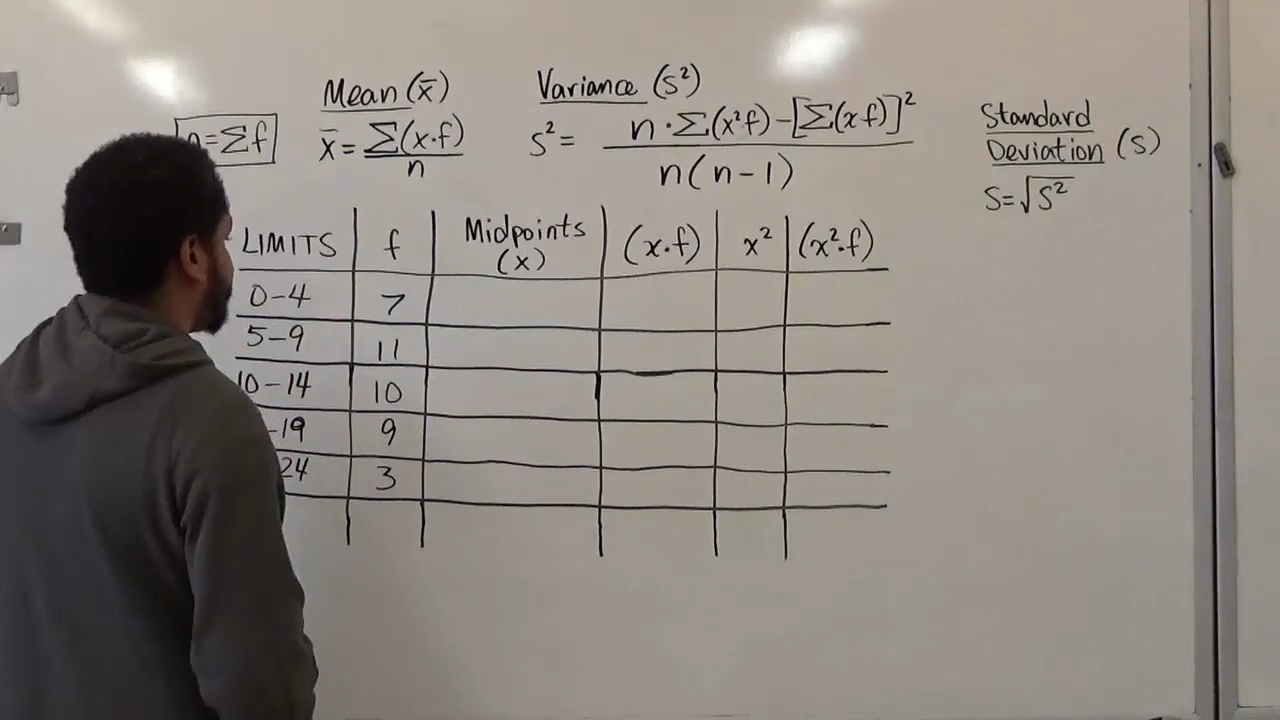 Mean (x̄)
Variance (s²)
n=Σf
x̄ = Σ(x·f) / n
s² = n·Σ(x²f)-[Σ(xf)]² / n(n-1)
Standard
Deviation (s)
s=√s²
LIMITS f Midpoints (x) (x·f) x² (x²·f)
0-4 7
5-9 11
10-14 10
-19 9
24 3